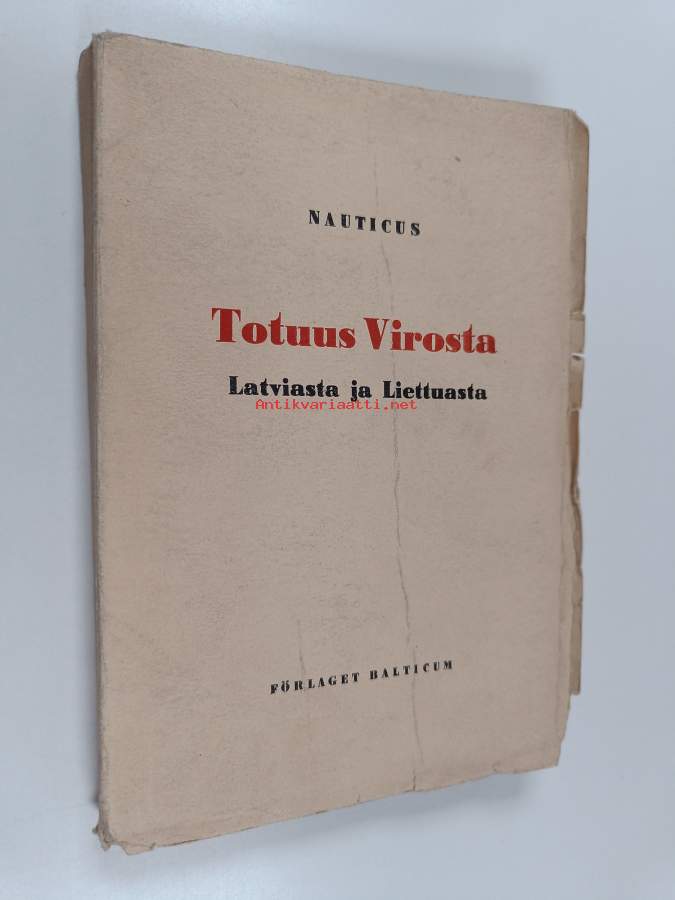 NAUTICUS
Totuus Virosta
Latviasta ja Liettuasta
Antikvariaatti.net
FÖRLAGET BALTICUM